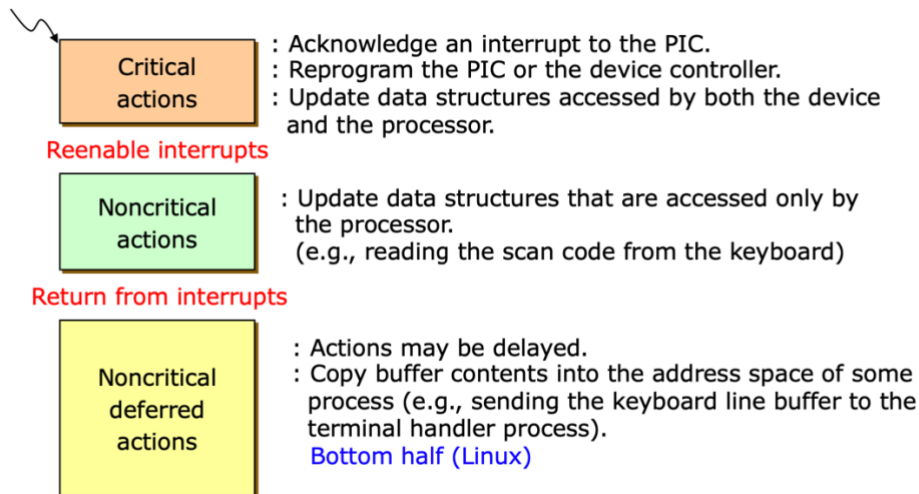 Critical
actions
: Acknowledge an interrupt to the PIC.
: Reprogram the PIC or the device controller.
: Update data structures accessed by both the device
and the processor.
Reenable interrupts
Noncritical
actions
: Update data structures that are accessed only by
the processor.
(e.g., reading the scan code from the keyboard)
Return from interrupts
Noncritical
deferred
actions
: Actions may be delayed.
: Copy buffer contents into the address space of some
process (e.g., sending the keyboard line buffer to the
terminal handler process).
Bottom half (Linux)